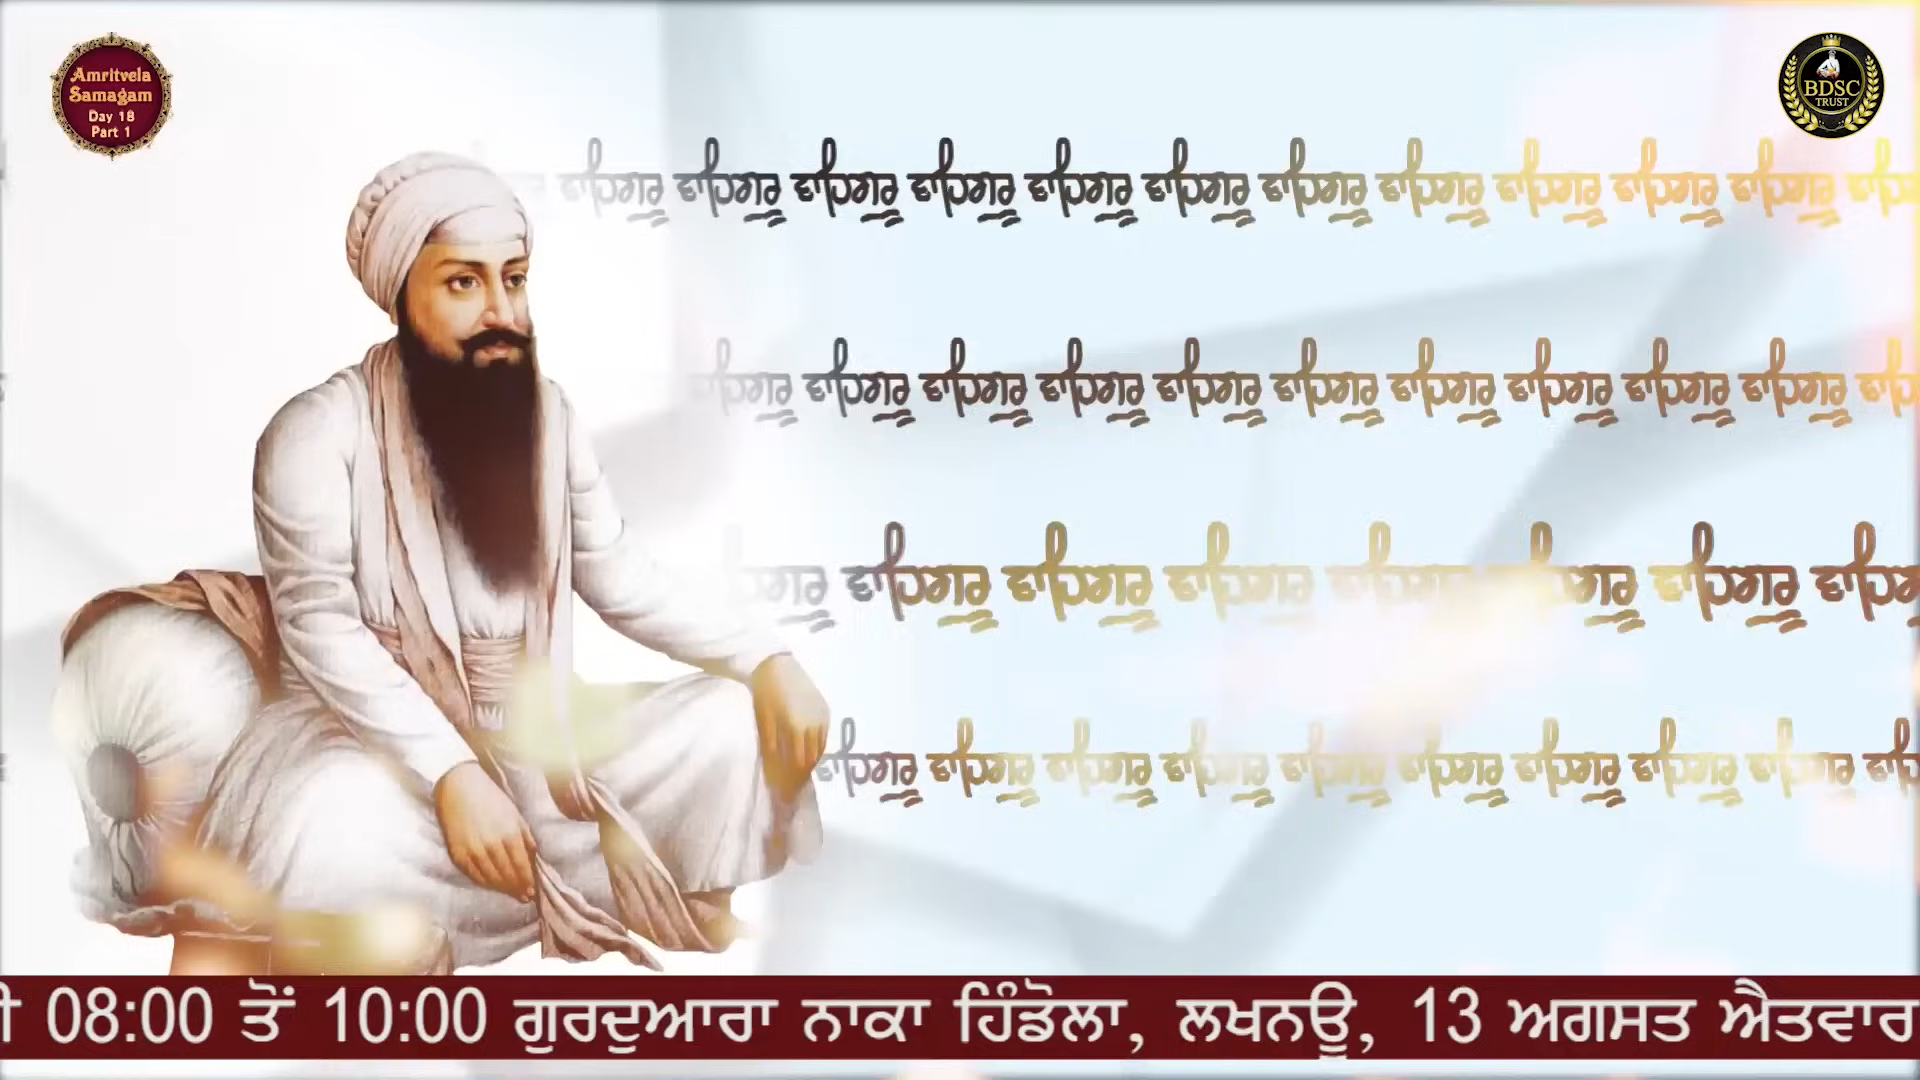 Amritvela
Samagam
Day 18
Part 1
BDSC
TRUST
ਵਾਹਿਗੁਰੂ ਵਾਹਿਗੁਰੂ ਵਾਹਿਗੁਰੂ ਵਾਹਿਗੁਰੂ ਵਾਹਿਗੁਰੂ ਵਾਹਿਗੁਰੂ ਵਾਹਿਗੁਰੂ ਵਾਹਿਗੁਰੂ ਵਾਹਿਗੁਰੂ ਵਾਹਿਗੁਰੂ ਵਾਹਿਗੁਰੂ
ਵਾਹਿਗੁਰੂ ਵਾਹਿਗੁਰੂ ਵਾਹਿਗੁਰੂ ਵਾਹਿਗੁਰੂ ਵਾਹਿਗੁਰੂ ਵਾਹਿਗੁਰੂ ਵਾਹਿਗੁਰੂ ਵਾਹਿਗੁਰੂ ਵਾਹਿਗੁਰੂ ਵਾਹਿਗੁਰੂ
ਵਾਹਿਗੁਰੂ ਵਾਹਿਗੁਰੂ ਵਾਹਿਗੁਰੂ ਵਾਹਿਗੁਰੂ ਵਾਹਿਗੁਰੂ ਵਾਹਿਗੁਰੂ
ਵਾਹਿਗੁਰੂ ਵਾਹਿਗੁਰੂ ਵਾਹਿਗੁਰੂ ਵਾਹਿਗੁਰੂ ਵਾਹਿਗੁਰੂ ਵਾਹਿਗੁਰੂ ਵਾਹਿਗੁਰੂ ਵਾਹਿਗੁਰੂ ਵਾਹਿਗੁਰੂ
08:00 ਤੋਂ 10:00 ਗੁਰਦੁਆਰਾ ਨਾਕਾ ਹਿੰਡੋਲਾ, ਲਖਨਊ, 13 ਅਗਸਤ ਐਤਵਾਰ